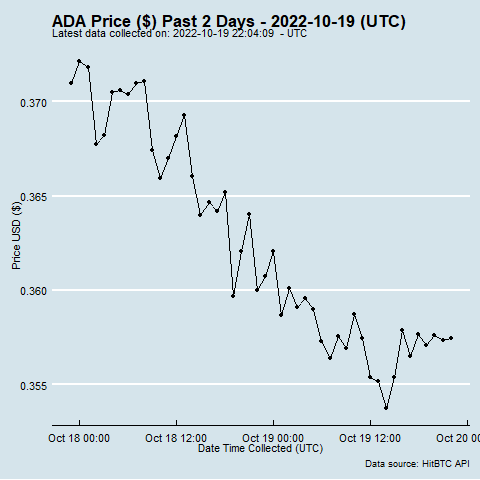 ADA Price ($) Past 2 Days - 2022-10-19 (UTC)
Latest data collected on: 2022-10-19 22:04:09 - UTC
0.370
0.365
0.360
0.355
Price USD ($)
Oct 18 00:00 Oct 18 12:00 Oct 19 00:00 Oct 19 12:00 Oct 20 00
Date Time Collected (UTC)
Data source: HitBTC API